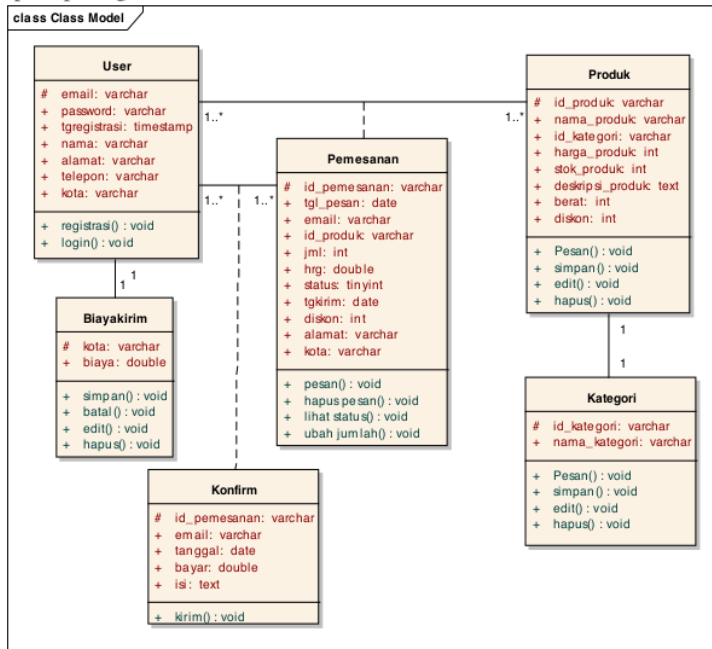 class Class Model
User
# email: varchar
+ password: varchar
+ tgregistrasi: timestamp
+ nama: varchar
+ alamat: varchar
+ telepon: varchar
+ kota: varchar
+ registrasi() : void
+ login() : void
1..*
1..*
Produk
# id_produk: varchar
+ nama_produk: varchar
+ id_kategori: varchar
+ harga_produk: int
+ stok_produk: int
+ deskripsi_produk: text
+ berat: int
+ diskon: int
+ Pesan() : void
+ simpan() : void
+ edit() : void
+ hapus() : void
Pemesanan
# id_pemesanan: varchar
+ tgl_pesan: date
+ email: varchar
+ id_produk: varchar
+ jml: int
+ hrg: double
+ status: tinyint
+ tgkirim: date
+ diskon: int
+ alamat: varchar
+ kota: varchar
+ pesan() : void
+ hapus pesan() : void
+ lihat status() : void
+ ubah jumlah() : void
1..*
1..*
1
1
Biayakirim
# kota: varchar
+ biaya: double
+ simpan() : void
+ batal() : void
+ edit() : void
+ hapus() : void
1
1
Kategori
# id_kategori: varchar
+ nama_kategori: varchar
+ Pesan() : void
+ simpan() : void
+ edit() : void
+ hapus() : void
Konfirm
# id_pemesanan: varchar
+ email: varchar
+ tanggal: date
+ bayar: double
+ isi: text
+ kirim() : void